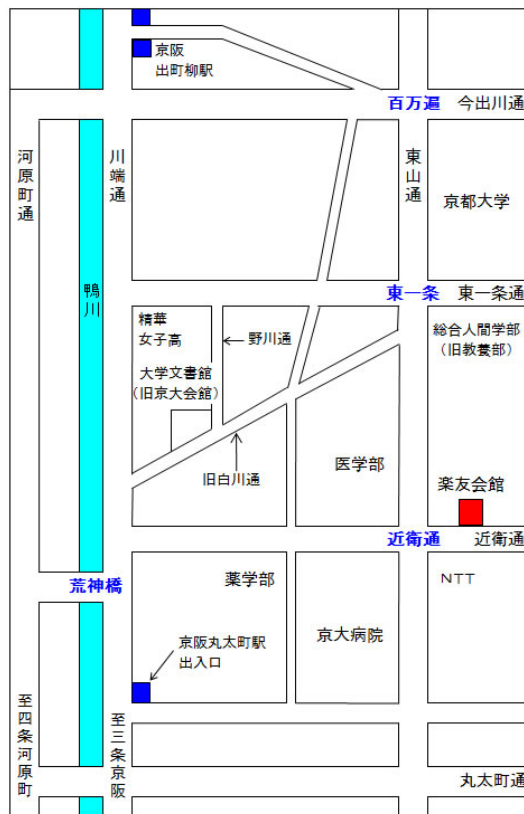 京阪
出町柳駅
百万遍
今出川通
河原町通
川端通
東山通
京都大学
鴨川
東一条
東一条通
精華
女子高
野川通
総合人間学部
（旧教養部）
大学文書館
（旧京大会館）
旧白川通
医学部
楽友会館
近衛通
近衛通
荒神橋
薬学部
NTT
京阪丸太町駅
出入口
京大病院
至四条河原町
至三条京阪
丸太町通